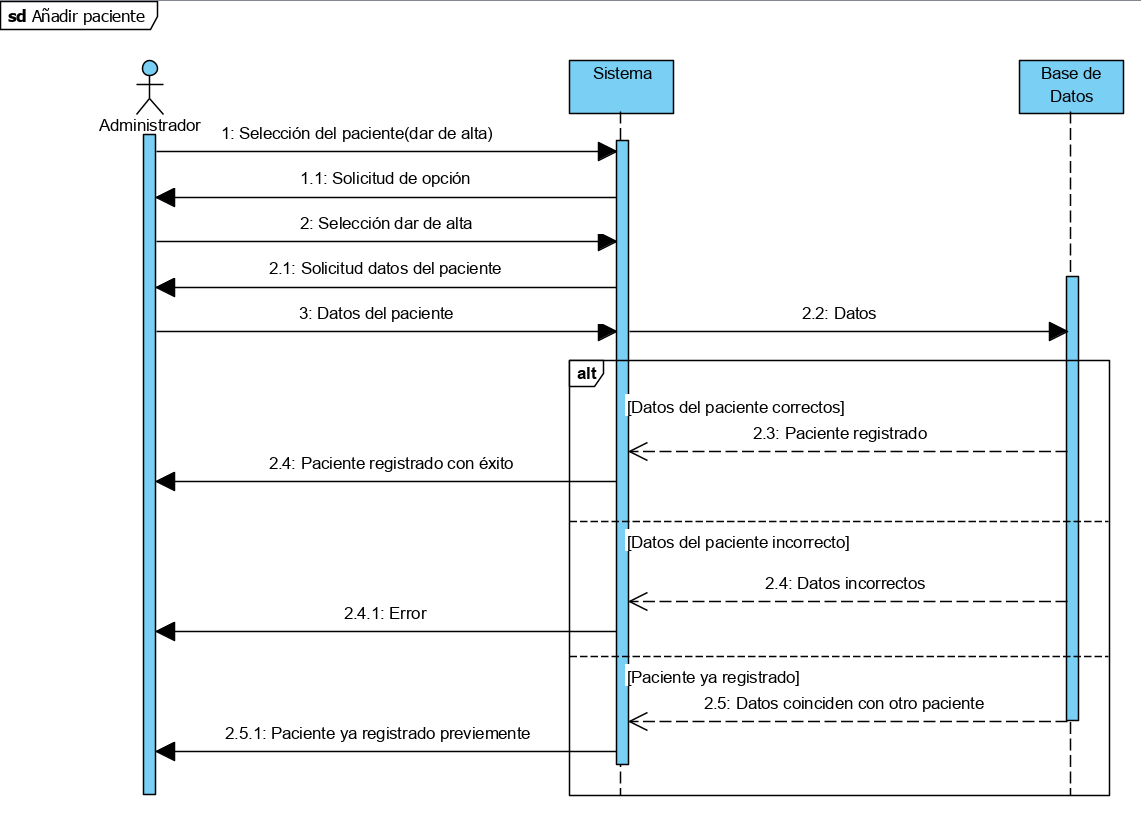 sd Añadir paciente
Administrador
Sistema
Base de
Datos
1: Selección del paciente(dar de alta)
1.1: Solicitud de opción
2: Selección dar de alta
2.1: Solicitud datos del paciente
3: Datos del paciente
2.2: Datos
alt
[Datos del paciente correctos]
2.3: Paciente registrado
2.4: Paciente registrado con éxito
[Datos del paciente incorrecto]
2.4: Datos incorrectos
2.4.1: Error
[Paciente ya registrado]
2.5: Datos coinciden con otro paciente
2.5.1: Paciente ya registrado previemente